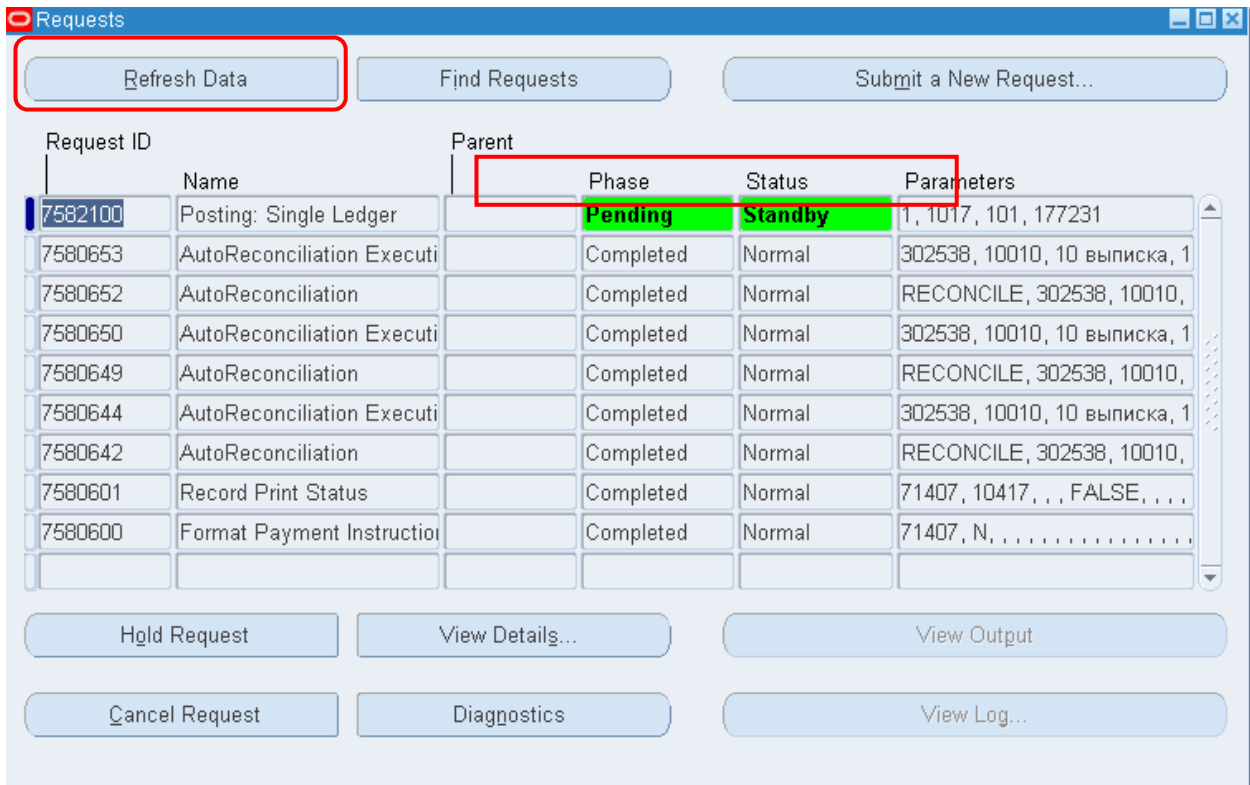 Requests
Refresh Data Find Requests Submit a New Request...
Request ID Parent
Name Phase Status Parameters
7582100 Posting: Single Ledger Pending Standby 1, 1017, 101, 177231
7580653 AutoReconciliation Executi Completed Normal 302538, 10010, 10 выписка, 1
7580652 AutoReconciliation Completed Normal RECONCILE, 302538, 10010,
7580650 AutoReconciliation Executi Completed Normal 302538, 10010, 10 выписка, 1
7580649 AutoReconciliation Completed Normal RECONCILE, 302538, 10010,
7580644 AutoReconciliation Executi Completed Normal 302538, 10010, 10 выписка, 1
7580642 AutoReconciliation Completed Normal RECONCILE, 302538, 10010,
7580601 Record Print Status Completed Normal 71407, 10417, , , FALSE, , , ,
7580600 Format Payment Instruction Completed Normal 71407, N, , , , , , , , , , , , , , , ,
Hold Request View Details... View Output
Cancel Request Diagnostics View Log...